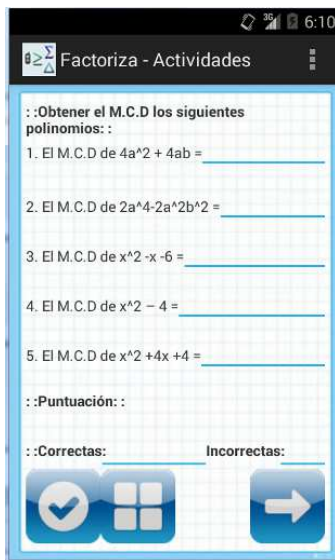 3G 6:10
Factoriza - Actividades
: :Obtener el M.C.D los siguientes
polinomios: :
1. El M.C.D de 4a^2 + 4ab =
2. El M.C.D de 2a^4-2a^2b^2 =
3. El M.C.D de x^2 -x -6 =
4. El M.C.D de x^2 – 4 =
5. El M.C.D de x^2 +4x +4 =
: :Puntuación: :
: :Correctas: Incorrectas: